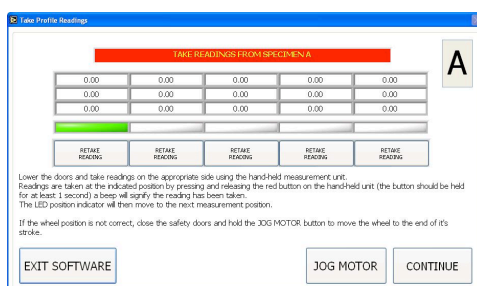 Take Profile Readings
TAKE READINGS FROM SPECIMEN A
A
0.00 0.00 0.00 0.00 0.00
0.00 0.00 0.00 0.00 0.00
0.00 0.00 0.00 0.00 0.00
RETAKE READING RETAKE READING RETAKE READING RETAKE READING RETAKE READING
Lower the doors and take readings on the appropriate side using the hand-held measurement unit.
Readings are taken at the indicated position by pressing and releasing the red button on the hand-held unit (the button should be held
for at least 1 second) a beep will signify the reading has been taken.
The LED position indicator will then move to the next measurement position.
If the wheel position is not correct, close the safety doors and hold the JOG MOTOR button to move the wheel to the end of it's
stroke.
EXIT SOFTWARE JOG MOTOR CONTINUE